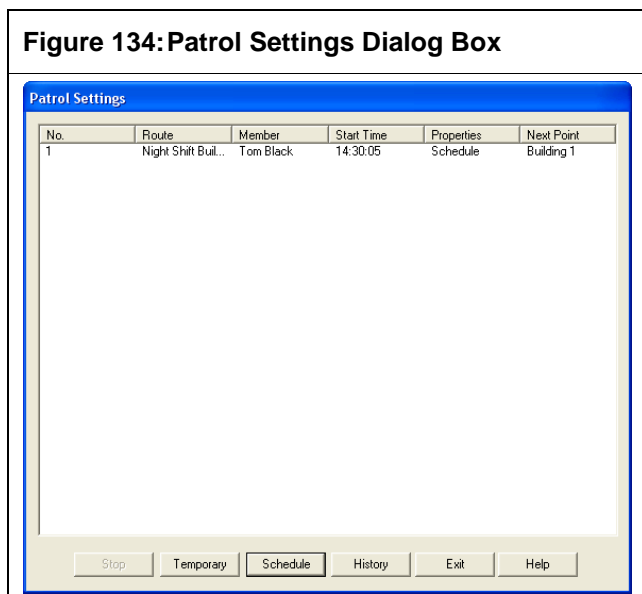 Figure 134: Patrol Settings Dialog Box
Patrol Settings
No. Route Member Start Time Properties Next Point
1 Night Shift Buil... Tom Black 14:30:05 Schedule Building 1
Stop Temporary Schedule History Exit Help